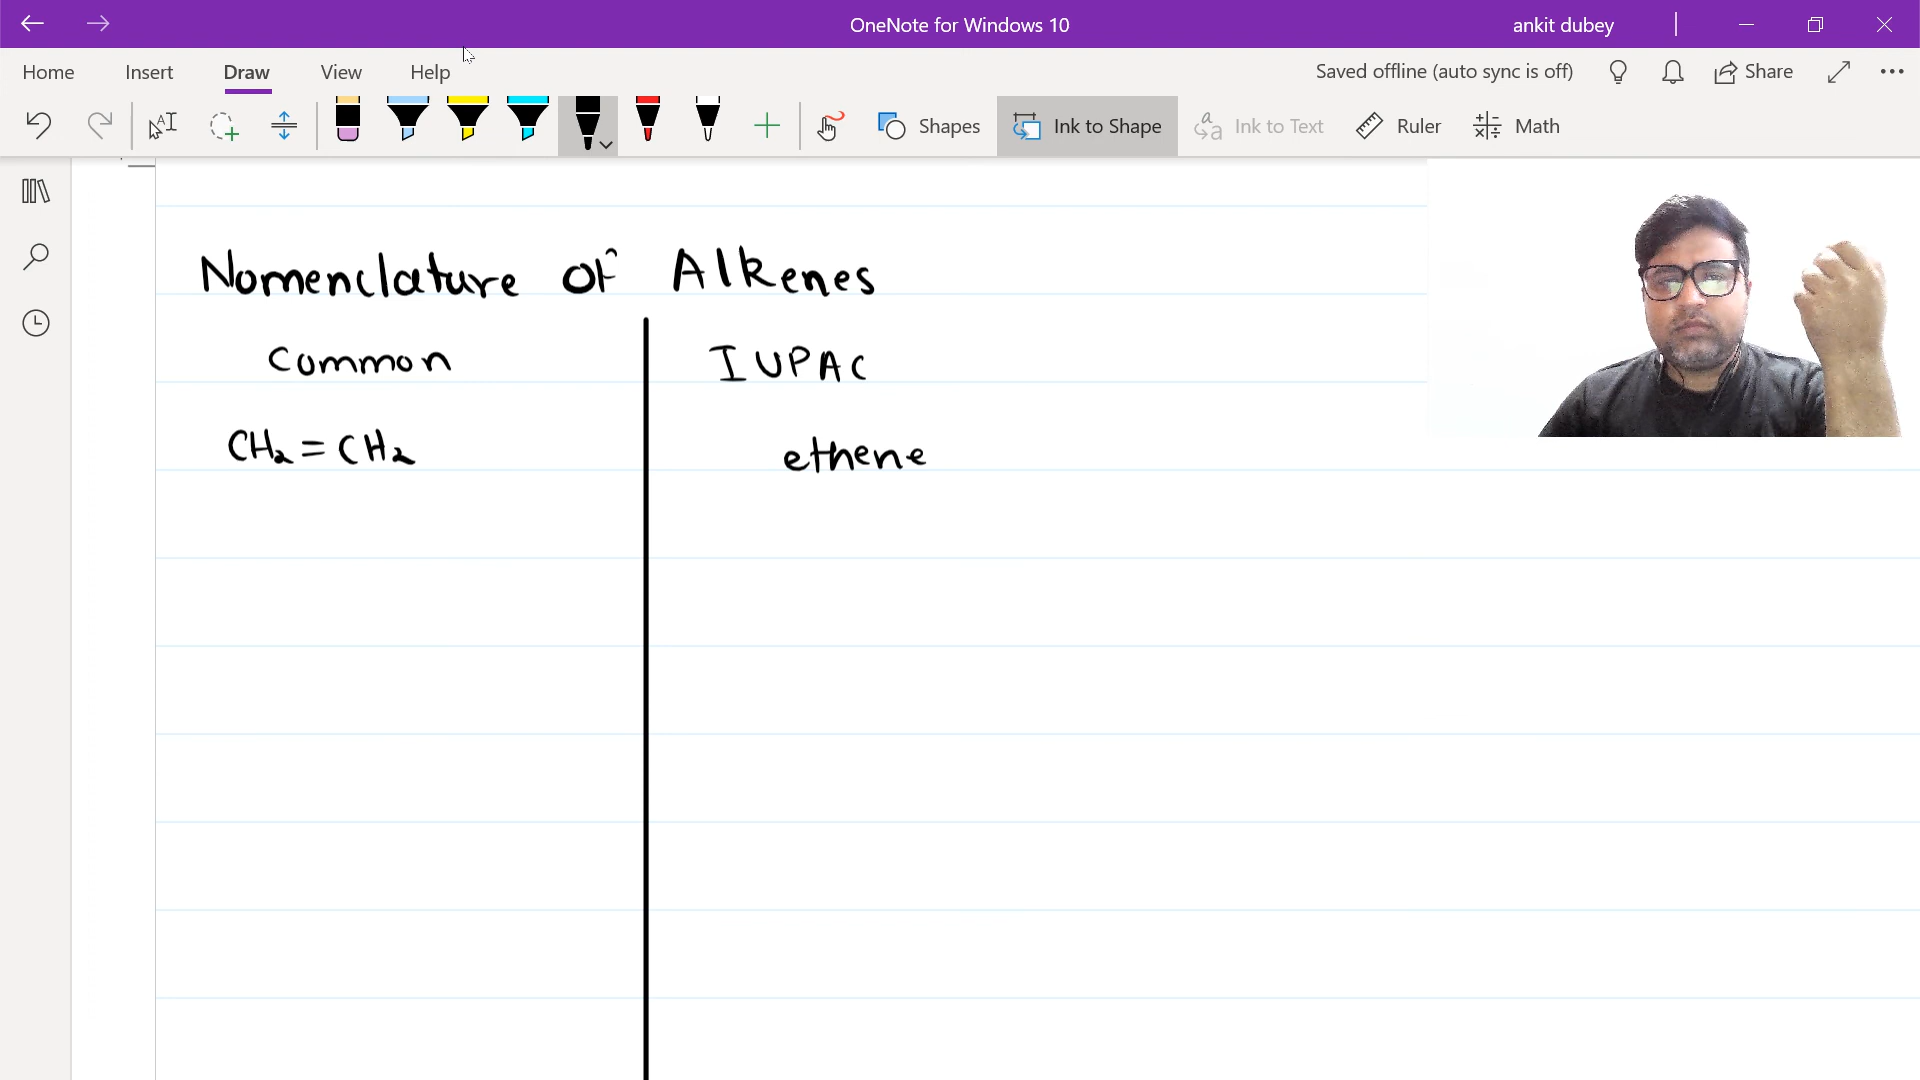 OneNote for Windows 10
ankit dubey
Home Insert Draw View Help
Saved offline (auto sync is off) Share
Shapes Ink to Shape Ink to Text Ruler Math
Nomenclature of Alkenes
Common IUPAC
CH₂ = CH₂ ethene